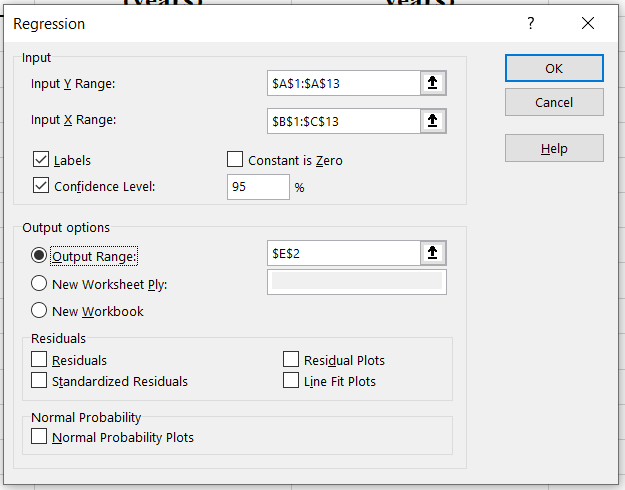 (years)
years)
Regression
?
Input
Input Y Range:
$A$1:$A$13
Input X Range:
$B$1:$C$13
Labels
Constant is Zero
Confidence Level:
95
%
OK
Cancel
Help
Output options
Output Range:
$E$2
New Worksheet Ply:
New Workbook
Residuals
Residuals
Residual Plots
Standardized Residuals
Line Fit Plots
Normal Probability
Normal Probability Plots